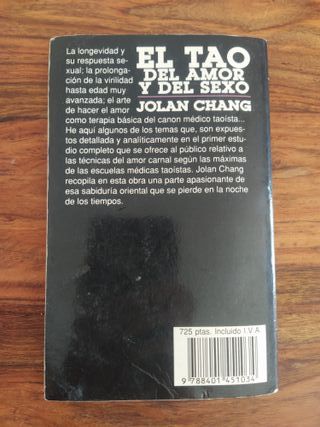 EL TAO
DEL AMOR
Y DEL SEXO
JOLAN CHANG
La longevidad y
su respuesta se-
xual; la prolonga-
ción de la virilidad
hasta edad muy
avanzada; el arte
de hacer el amor
como terapia básica del canon médico taoísta...
He aquí algunos de los temas que, son expues-
tos detallada y analíticamente en el primer estu-
dio completo que se ofrece al público relativo a
las técnicas del amor carnal según las máximas
de las escuelas médicas taoístas. Jolan Chang
recopila en esta obra una parte apasionante de
esa sabiduría oriental que se pierde en la noche
de los tiempos.
725 ptas. Incluido I.V.A.
9 788401 451034